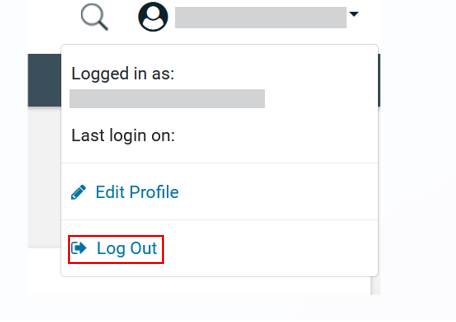 Logged in as:
Last login on:
Edit Profile
Log Out